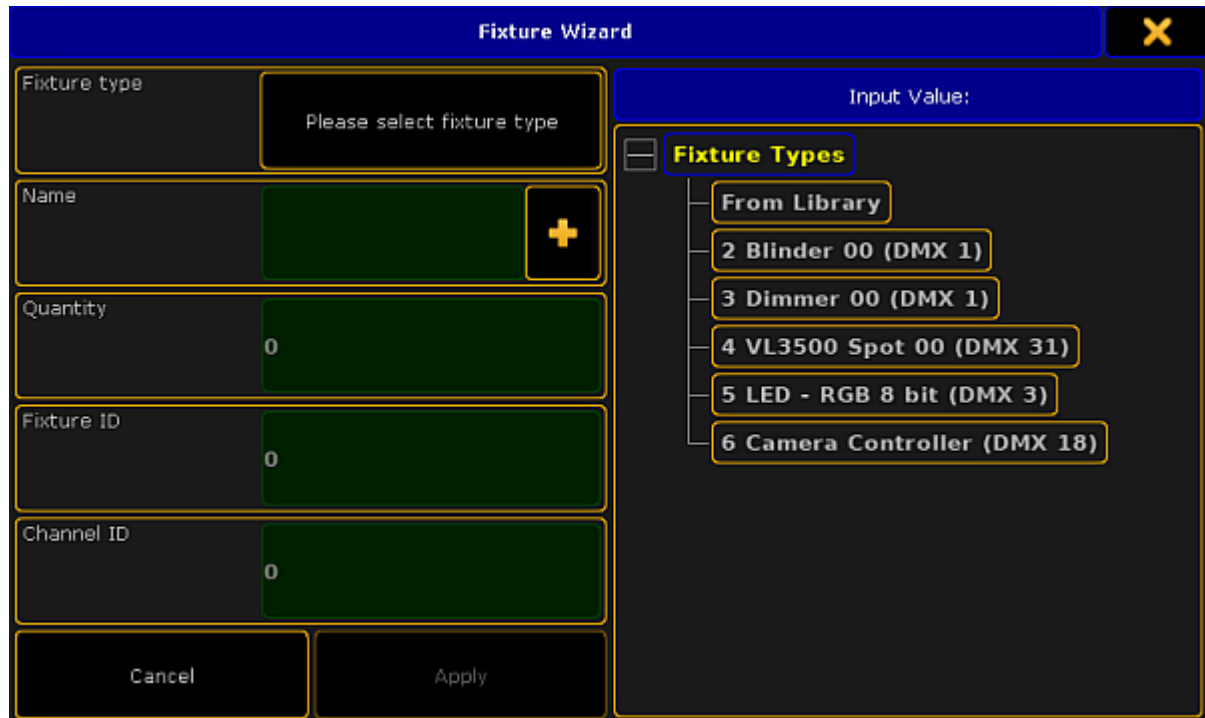 Fixture Wizard
Fixture type
Please select fixture type
Name
Quantity
0
Fixture ID
0
Channel ID
0
Cancel
Apply
Input Value:
Fixture Types
From Library
2 Blinder 00 (DMX 1)
3 Dimmer 00 (DMX 1)
4 VL3500 Spot 00 (DMX 31)
5 LED - RGB 8 bit (DMX 3)
6 Camera Controller (DMX 18)